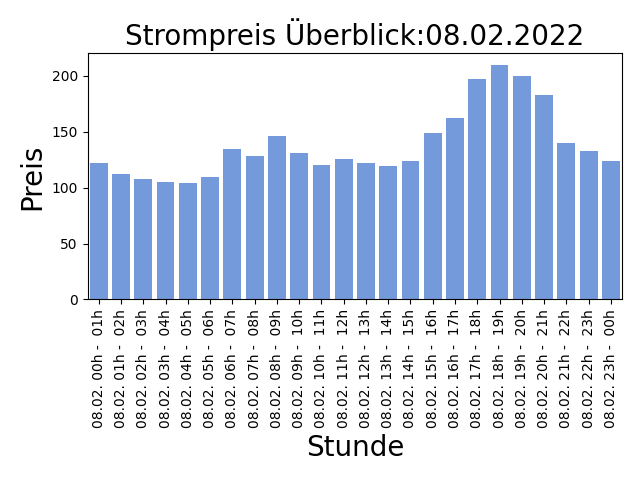 Strompreis Überblick:08.02.2022
Preis
200
150
100
50
0
08.02. 00h - 01h
08.02. 01h - 02h
08.02. 02h - 03h
08.02. 03h - 04h
08.02. 04h - 05h
08.02. 05h - 06h
08.02. 06h - 07h
08.02. 07h - 08h
08.02. 08h - 09h
08.02. 09h - 10h
08.02. 10h - 11h
08.02. 11h - 12h
08.02. 12h - 13h
08.02. 13h - 14h
08.02. 14h - 15h
08.02. 15h - 16h
08.02. 16h - 17h
08.02. 17h - 18h
08.02. 18h - 19h
08.02. 19h - 20h
08.02. 20h - 21h
08.02. 21h - 22h
08.02. 22h - 23h
08.02. 23h - 00h
Stunde